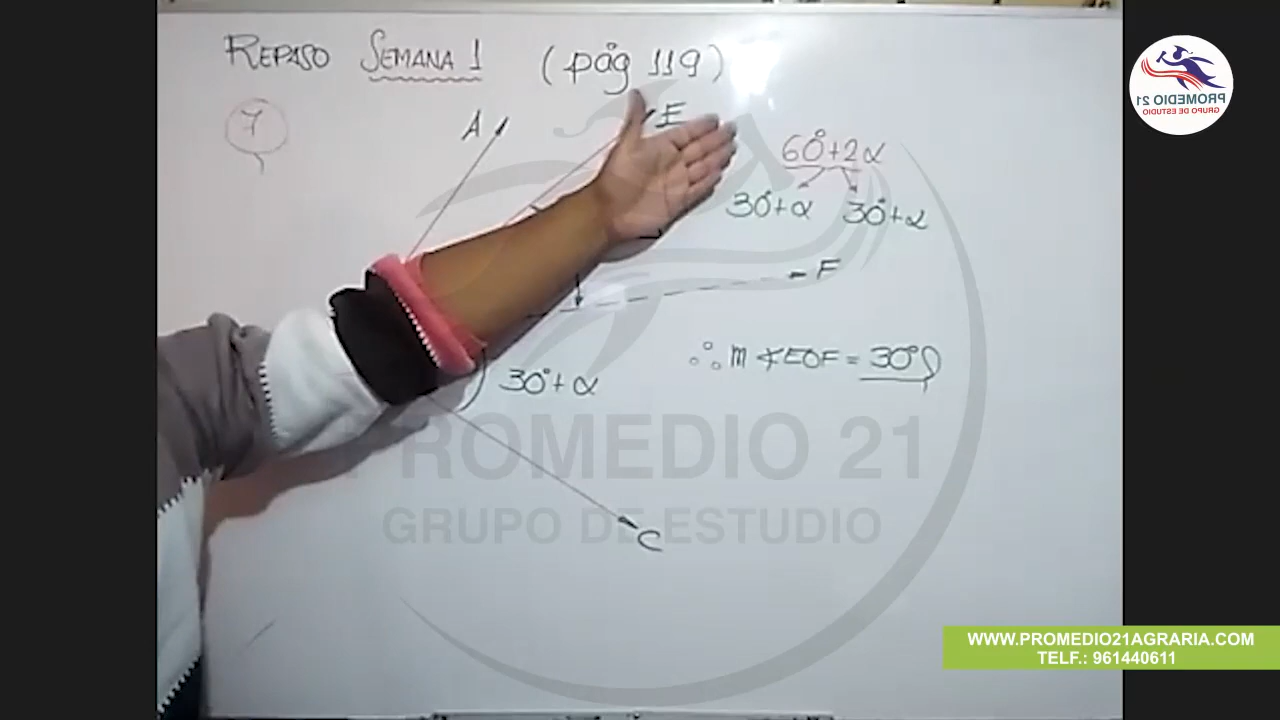 REPASO SEMANA 1 (pág 119)
7
A
E
60°+2α
30°+α 30°+α
F
∴ m∢EOF = 30°
30°+α
C
PROMEDIO 21
GRUPO DE ESTUDIO
PROMEDIO 21
GRUPO DE ESTUDIO
WWW.PROMEDIO21AGRARIA.COM
TELF.: 961440611